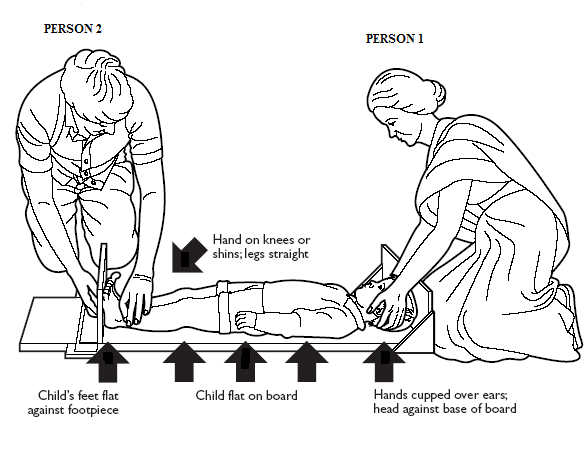 PERSON 2
PERSON 1
Hand on knees or
shins; legs straight
Child's feet flat
against footpiece
Child flat on board
Hands cupped over ears;
head against base of board